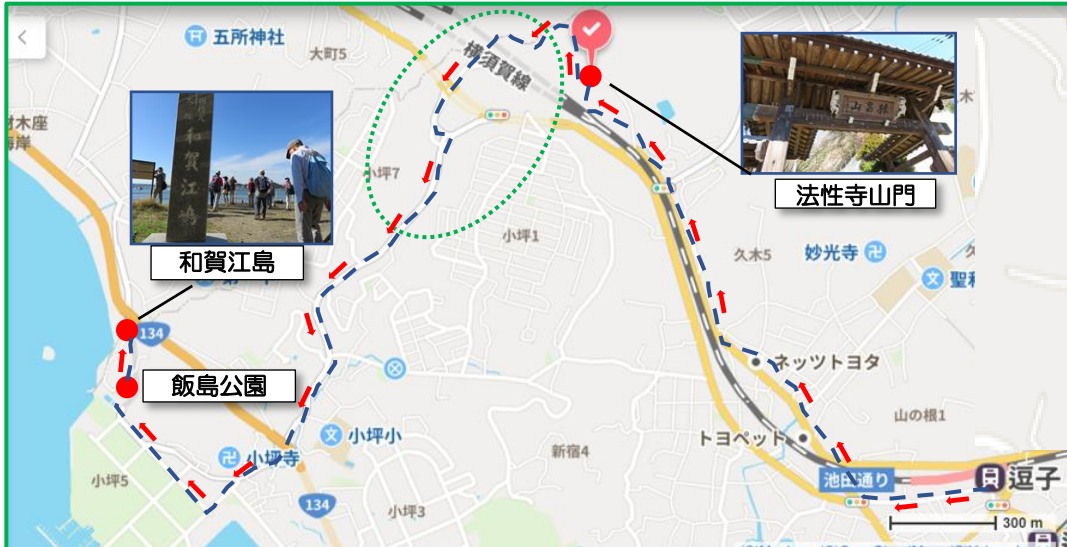 五所神社
大町5
横須賀線
材木座
海岸
小坪7
小坪1
法性寺山門
久木5
妙光寺
聖和
和賀江嶋
和賀江島
134
飯島公園
ネッツトヨタ
山の根1
トヨペット
小坪小
小坪寺
新宿4
池田通り
逗子
小坪5
134
小坪3
300 m